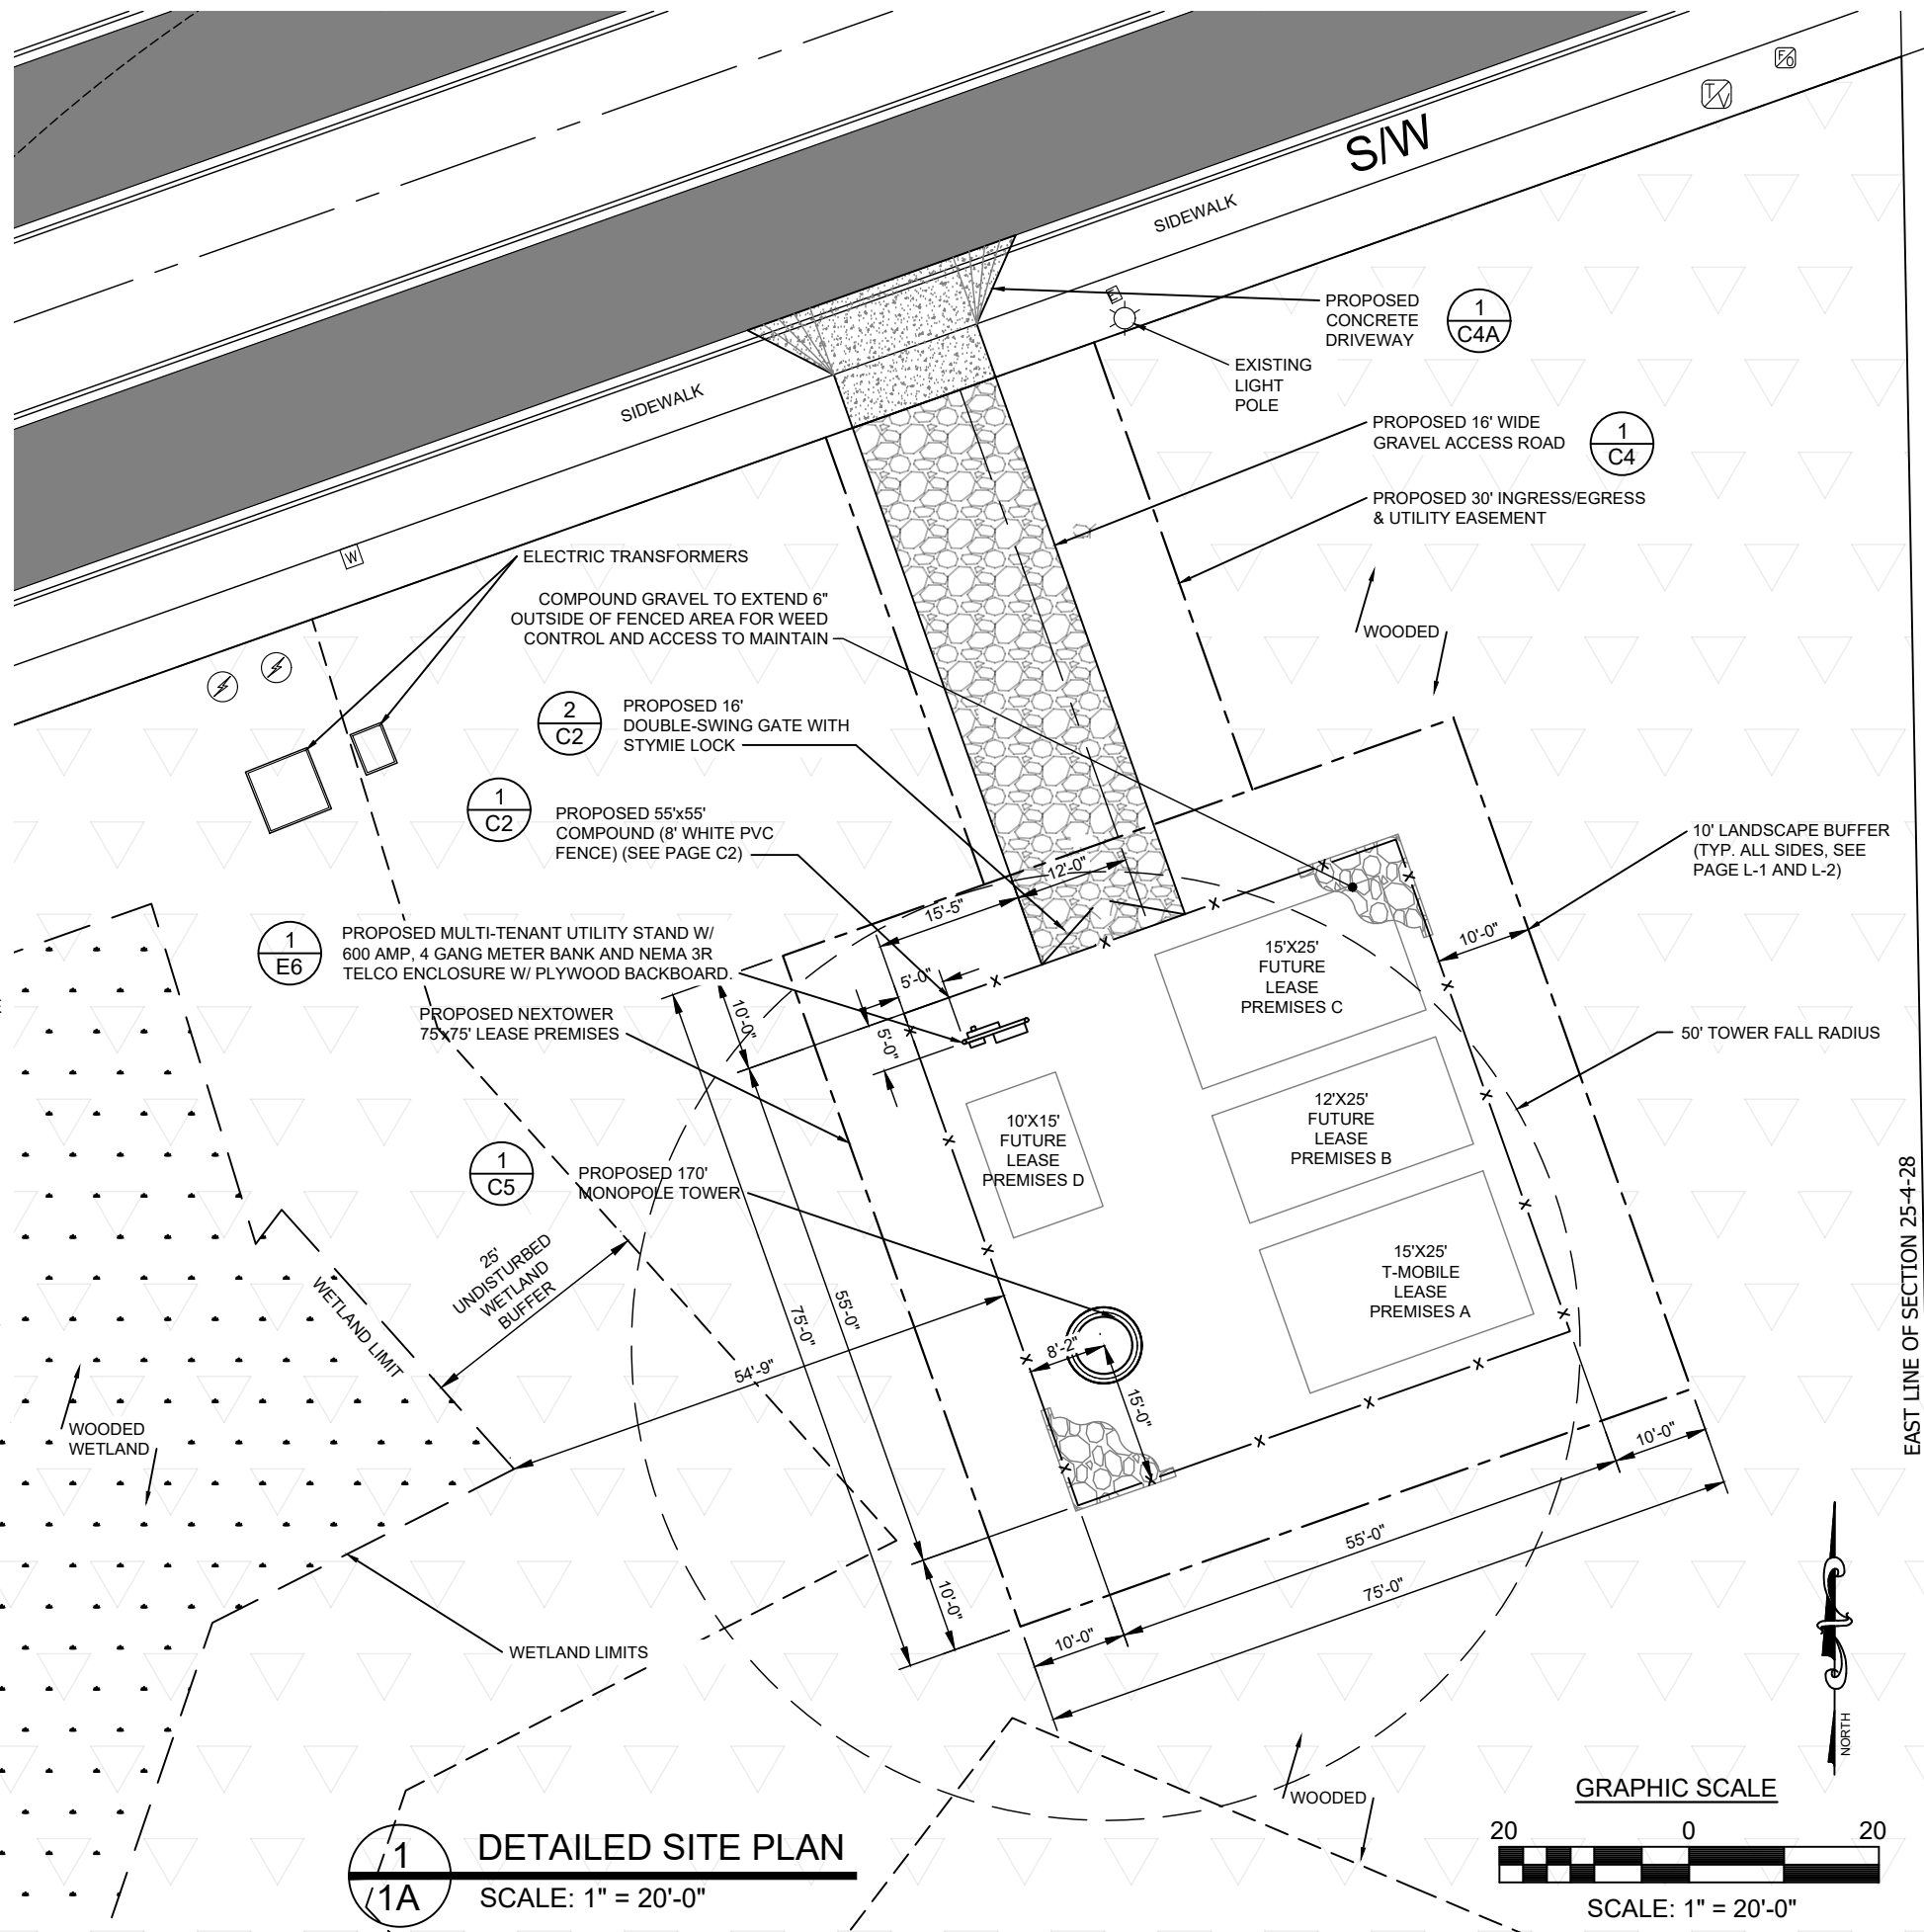 S/W
SIDEWALK
F/O
T/V
E
PROPOSED
CONCRETE
DRIVEWAY
1
C4A
EXISTING
LIGHT
POLE
SIDEWALK
PROPOSED 16' WIDE
GRAVEL ACCESS ROAD
1
C4
PROPOSED 30' INGRESS/EGRESS
& UTILITY EASEMENT
W
ELECTRIC TRANSFORMERS
COMPOUND GRAVEL TO EXTEND 6"
OUTSIDE OF FENCED AREA FOR WEED
CONTROL AND ACCESS TO MAINTAIN
WOODED
2
C2
PROPOSED 16'
DOUBLE-SWING GATE WITH
STYMIE LOCK
1
C2
PROPOSED 55'x55'
COMPOUND (8' WHITE PVC
FENCE) (SEE PAGE C2)
10' LANDSCAPE BUFFER
(TYP. ALL SIDES, SEE
PAGE L-1 AND L-2)
12'-0"
15'-5"
1
E6
PROPOSED MULTI-TENANT UTILITY STAND W/
600 AMP, 4 GANG METER BANK AND NEMA 3R
TELCO ENCLOSURE W/ PLYWOOD BACKBOARD.
5'-0"
10'-0"
5'-0"
10'-0"
15'X25'
FUTURE
LEASE
PREMISES C
PROPOSED NEXTOWER
75'x75' LEASE PREMISES
50' TOWER FALL RADIUS
10'X15'
FUTURE
LEASE
PREMISES D
12'X25'
FUTURE
LEASE
PREMISES B
1
C5
PROPOSED 170'
MONOPOLE TOWER
15'X25'
T-MOBILE
LEASE
PREMISES A
EAST LINE OF SECTION 25-4-28
25'
UNDISTURBED
WETLAND
BUFFER
WETLAND LIMIT
55'-0"
75'-0"
54'-9"
8'-2"
15'-0"
WOODED
WETLAND
10'-0"
55'-0"
75'-0"
10'-0"
10'-0"
WETLAND LIMITS
WOODED
NORTH
GRAPHIC SCALE
20 0 20
SCALE: 1" = 20'-0"
1
1A
DETAILED SITE PLAN
SCALE: 1" = 20'-0"